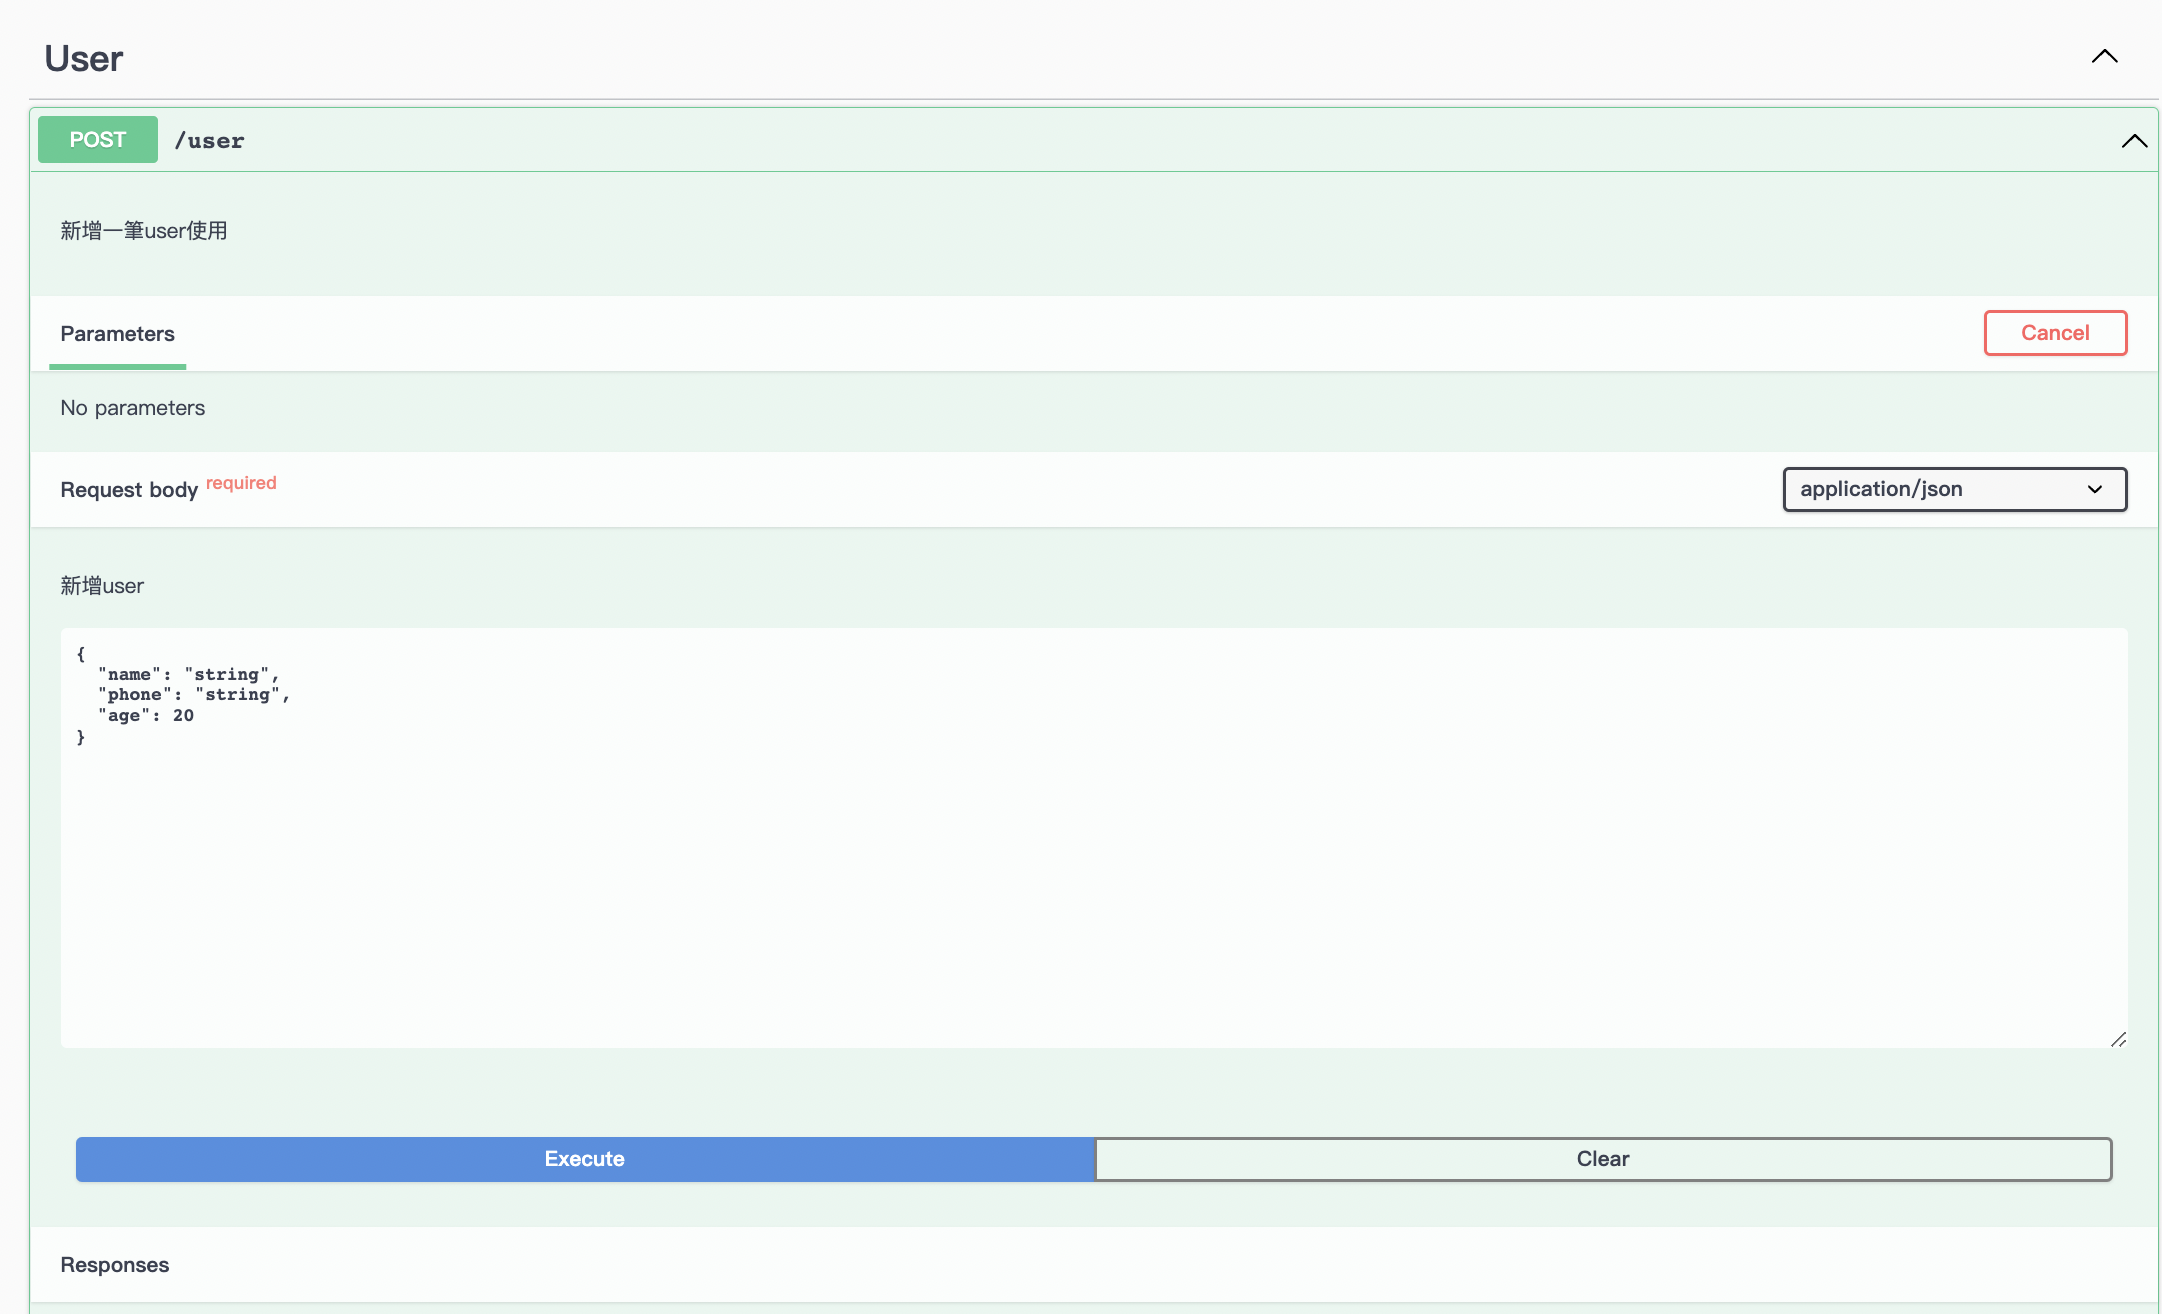 User
POST /user
新增一筆user使用
Parameters
Cancel
No parameters
Request body required
application/json
新增user
{
  "name": "string",
  "phone": "string",
  "age": 20
}
Execute
Clear
Responses